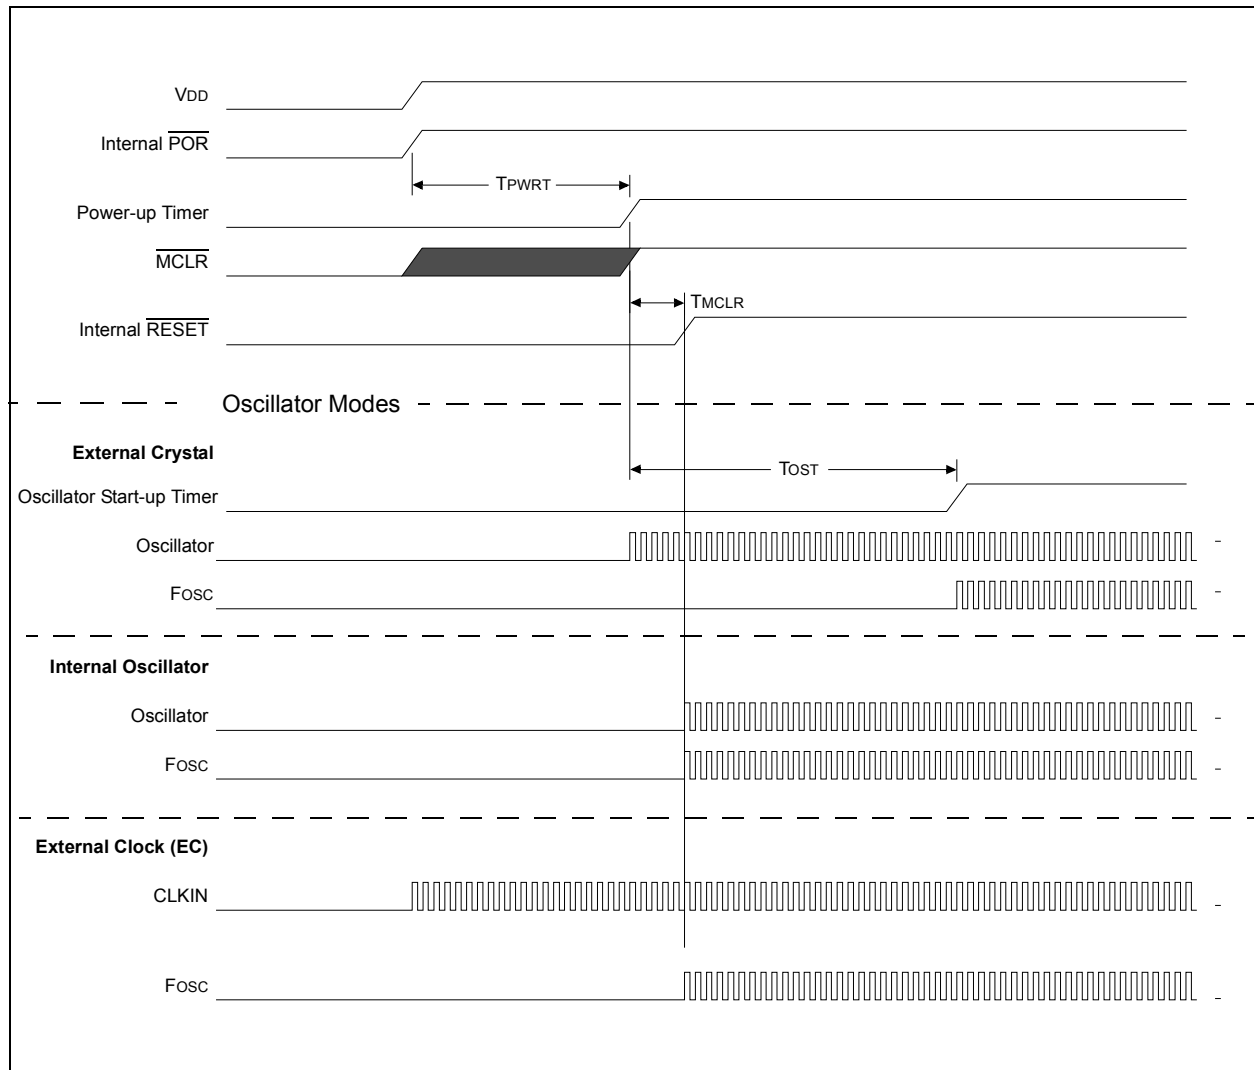 VDD
Internal POR
TPWRT
Power-up Timer
MCLR
TMCLR
Internal RESET
Oscillator Modes
External Crystal
TOST
Oscillator Start-up Timer
Oscillator
FOSC
Internal Oscillator
Oscillator
FOSC
External Clock (EC)
CLKIN
FOSC